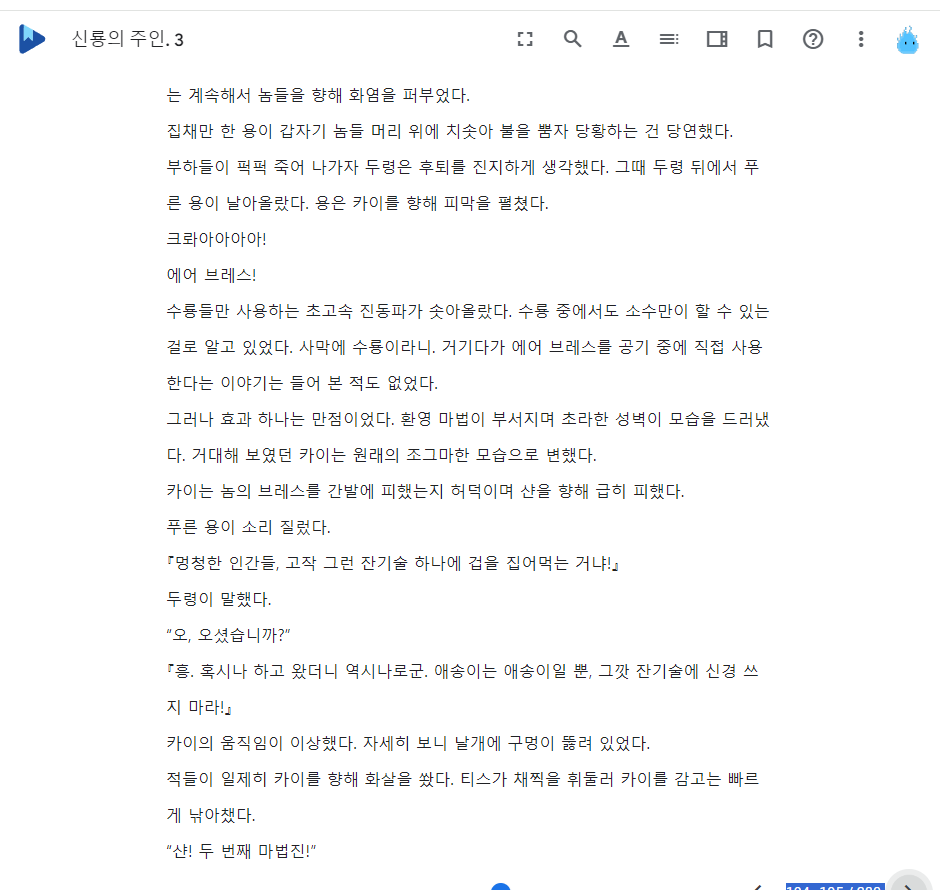 신룡의 주인. 3
는 계속해서 놈들을 향해 화염을 퍼부었다.
집채만 한 용이 갑자기 놈들 머리 위에 치솟아 불을 뿜자 당황하는 건 당연했다.
부하들이 퍽퍽 죽어 나가자 두령은 후퇴를 진지하게 생각했다. 그때 두령 뒤에서 푸
른 용이 날아올랐다. 용은 카이를 향해 피막을 펼쳤다.
크롸아아아아!
에어 브레스!
수룡들만 사용하는 초고속 진동파가 솟아올랐다. 수룡 중에서도 소수만이 할 수 있는
걸로 알고 있었다. 사막에 수룡이라니. 거기다가 에어 브레스를 공기 중에 직접 사용
한다는 이야기는 들어 본 적도 없었다.
그러나 효과 하나는 만점이었다. 환영 마법이 부서지며 초라한 성벽이 모습을 드러냈
다. 거대해 보였던 카이는 원래의 조그마한 모습으로 변했다.
카이는 놈의 브레스를 간발에 피했는지 허덕이며 샨을 향해 급히 피했다.
푸른 용이 소리 질렀다.
『멍청한 인간들, 고작 그런 잔기술 하나에 겁을 집어먹는 거냐!』
두령이 말했다.
“오, 오셨습니까?”
『흥. 혹시나 하고 왔더니 역시나로군. 애송이는 애송이일 뿐, 그깟 잔기술에 신경 쓰
지 마라!』
카이의 움직임이 이상했다. 자세히 보니 날개에 구멍이 뚫려 있었다.
적들이 일제히 카이를 향해 화살을 쐈다. 티스가 채찍을 휘둘러 카이를 감고는 빠르
게 낚아챘다.
“샨! 두 번째 마법진!”